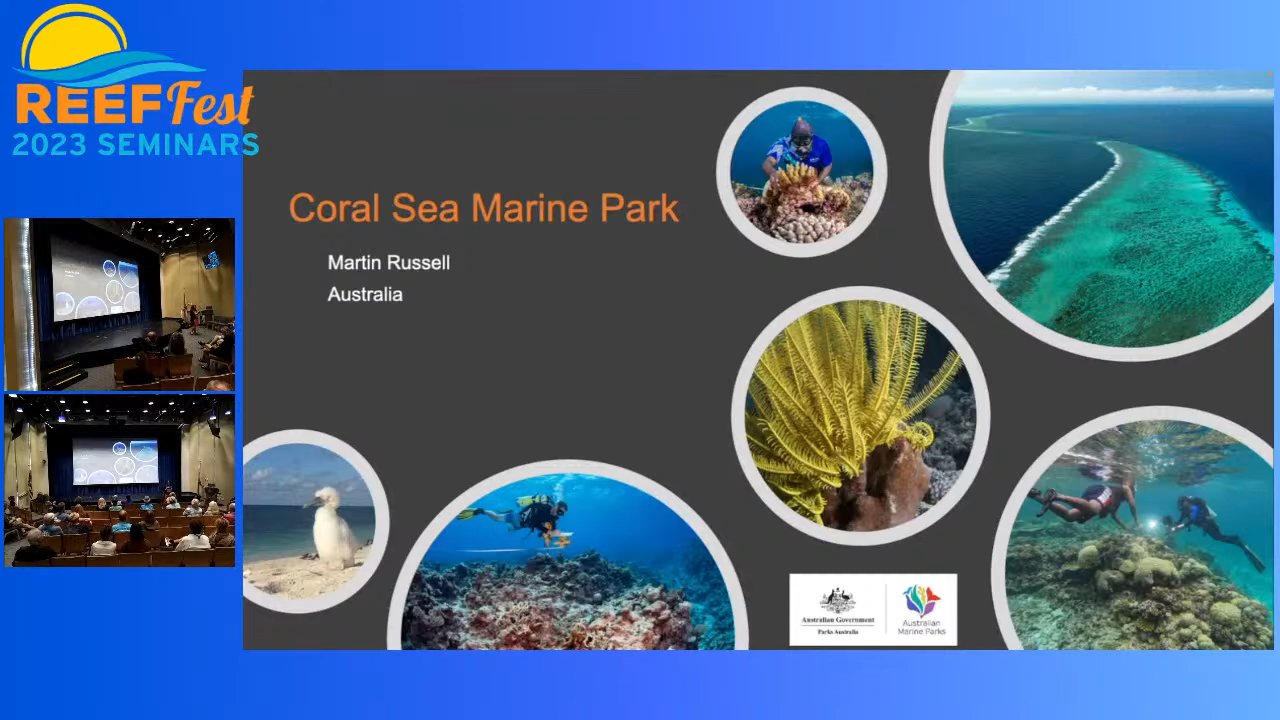 REEF Fest
2023 SEMINARS
Coral Sea Marine Park
Martin Russell
Australia
Australian Government
Parks Australia
Australian
Marine Parks